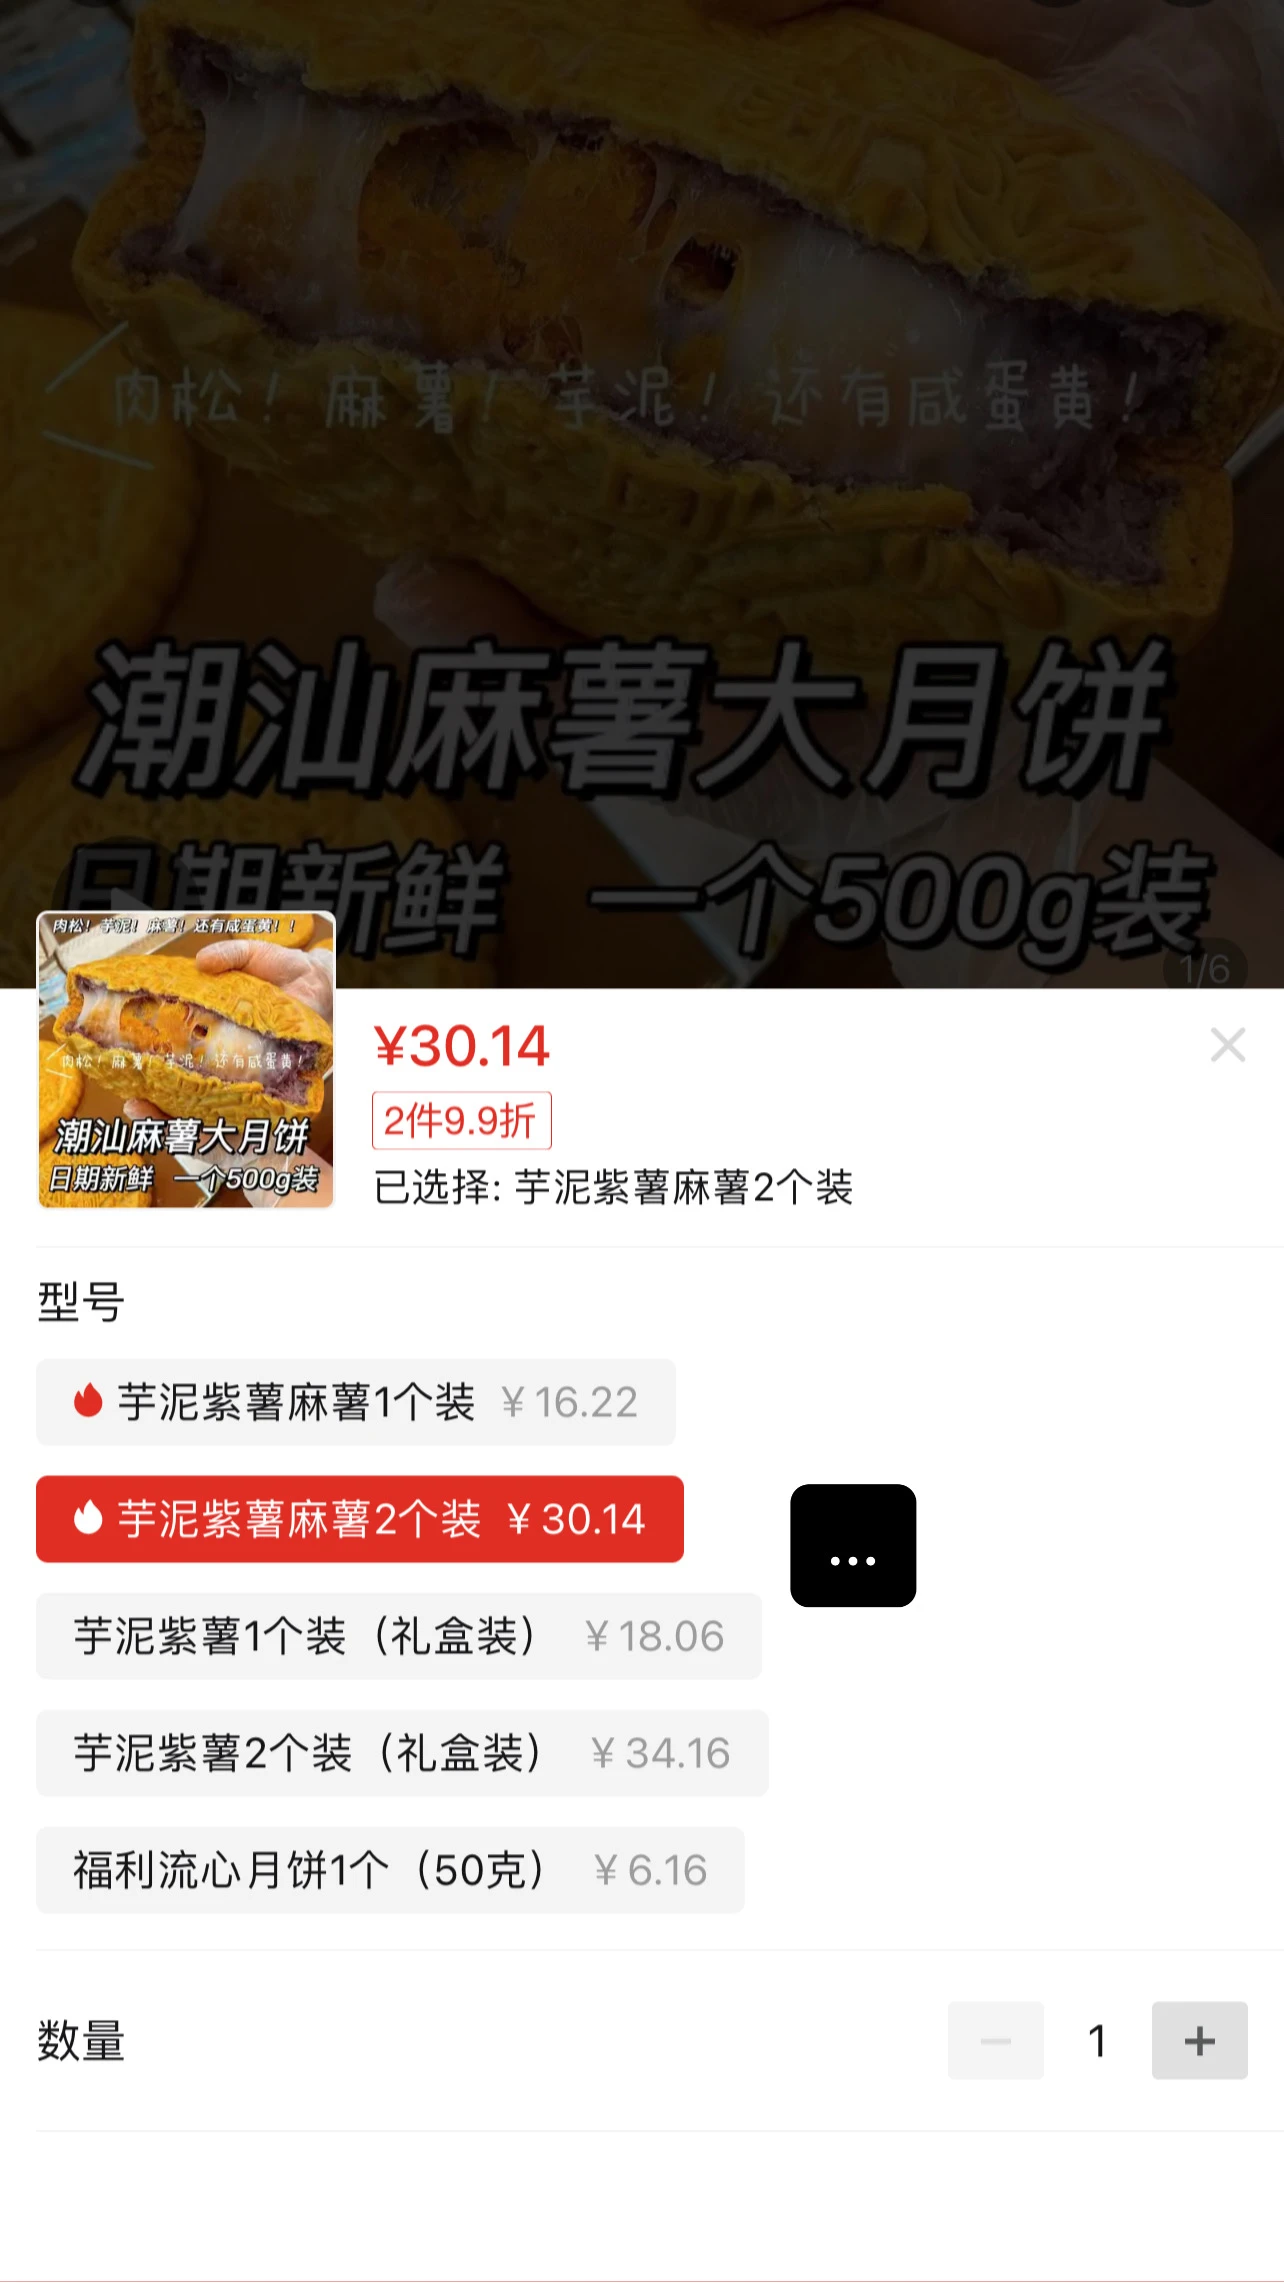 肉松！麻薯！芋泥！还有咸蛋黄！
潮汕麻薯大月饼
日期新鲜 一个500g装
1/6
肉松！芋泥！麻薯！还有咸蛋黄！！
肉松！麻薯！芋泥！还有咸蛋黄！
潮汕麻薯大月饼
日期新鲜 一个500g装
¥30.14
2件9.9折
已选择: 芋泥紫薯麻薯2个装
型号
芋泥紫薯麻薯1个装 ¥16.22
芋泥紫薯麻薯2个装 ¥30.14
...
芋泥紫薯1个装（礼盒装） ¥18.06
芋泥紫薯2个装（礼盒装） ¥34.16
福利流心月饼1个（50克） ¥6.16
数量
1